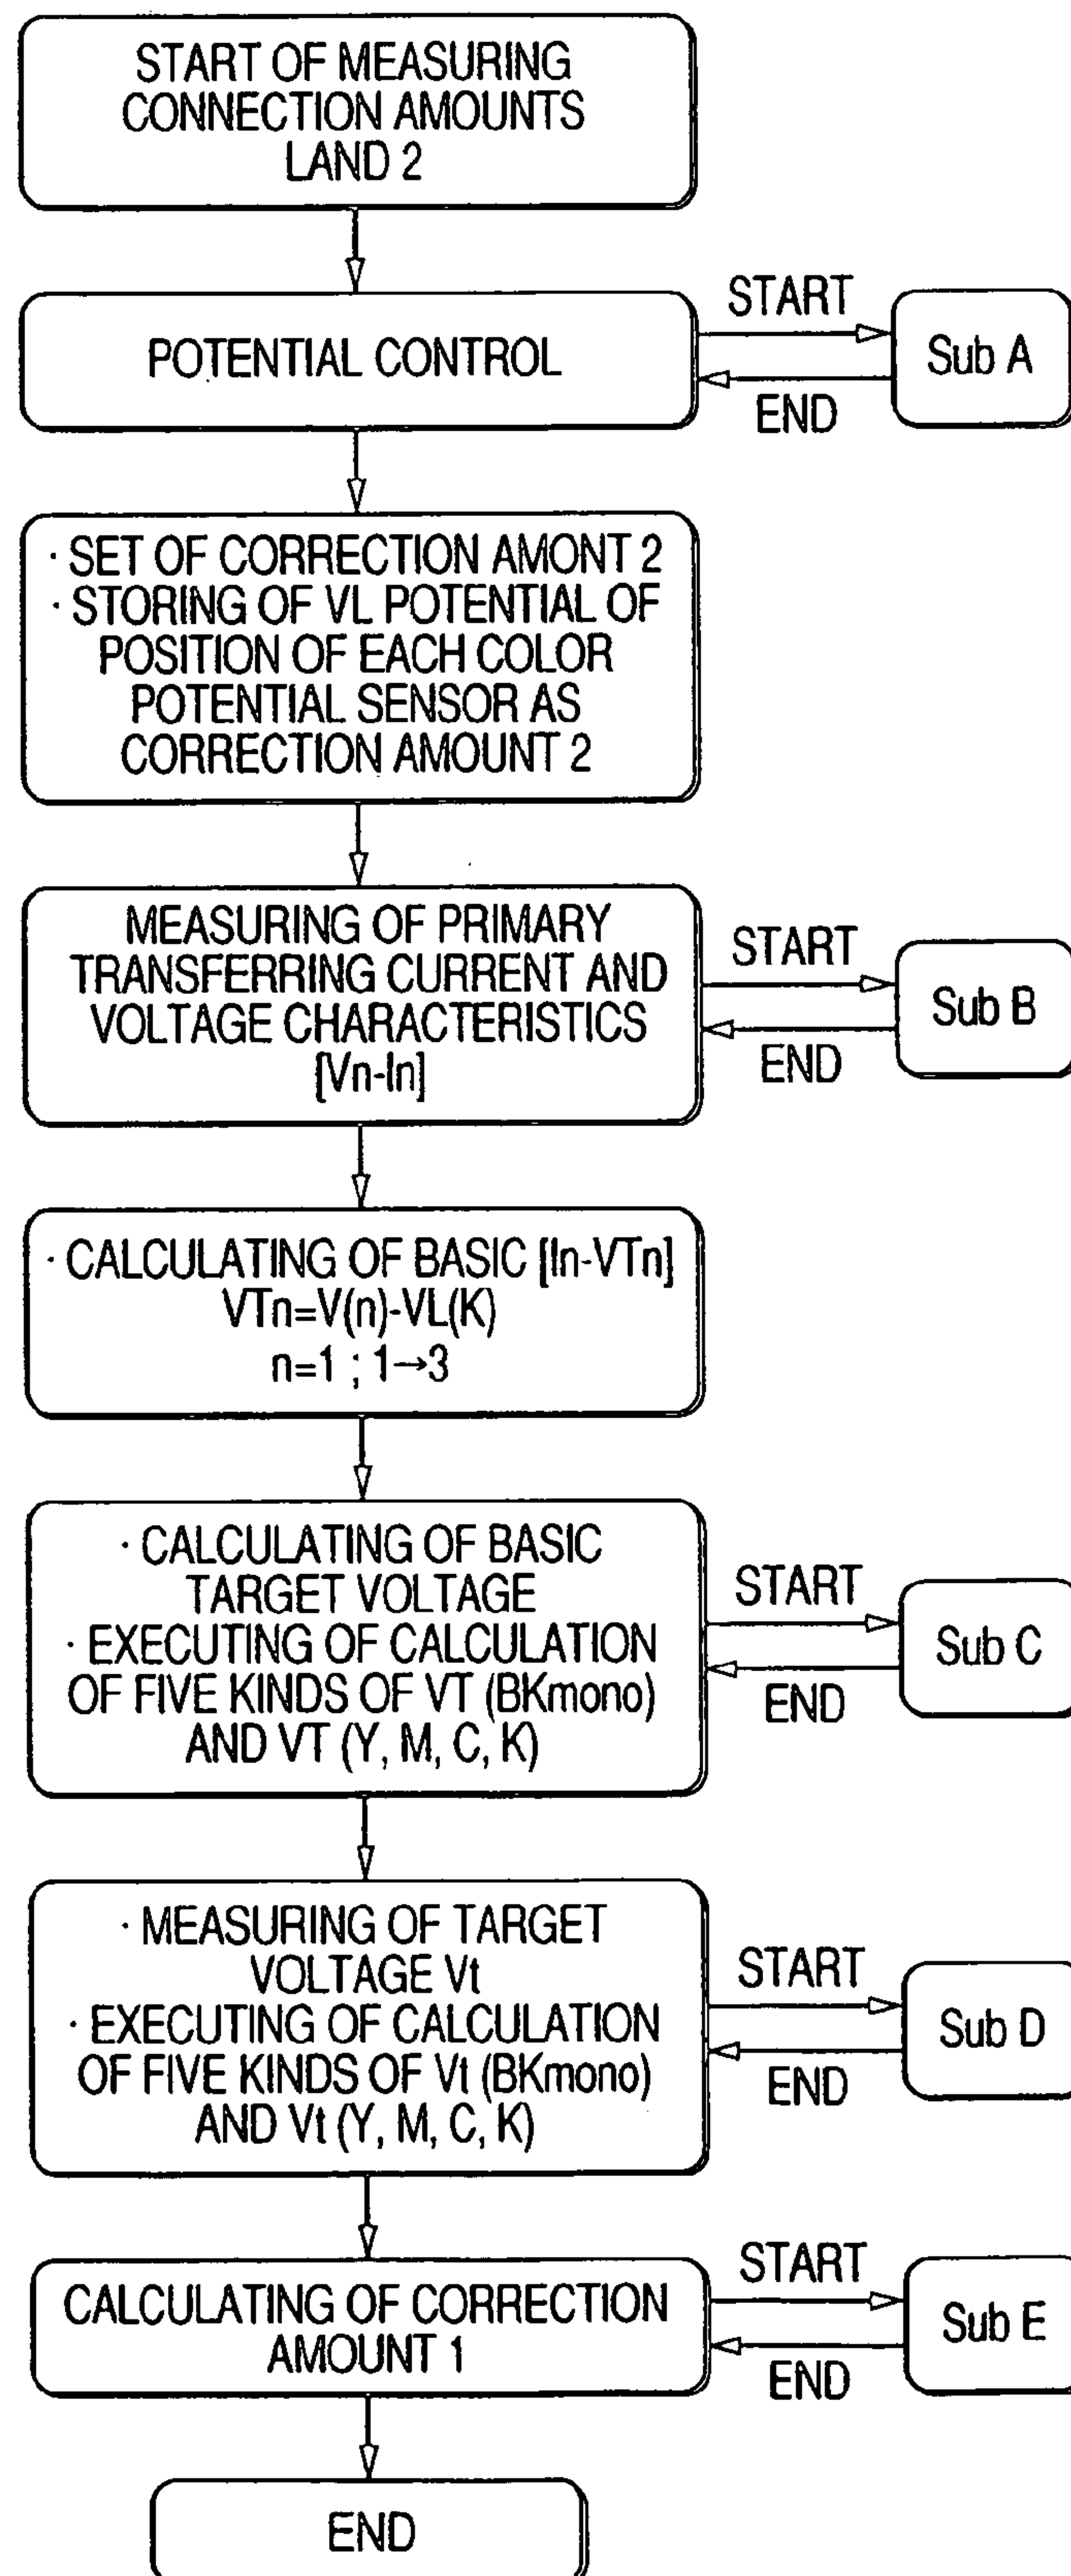 START OF MEASURING
CONNECTION AMOUNTS
LAND 2
POTENTIAL CONTROL
START
END
Sub A
· SET OF CORRECTION AMONT 2
· STORING OF VL POTENTIAL OF
POSITION OF EACH COLOR
POTENTIAL SENSOR AS
CORRECTION AMOUNT 2
MEASURING OF PRIMARY
TRANSFERRING CURRENT AND
VOLTAGE CHARACTERISTICS
[Vn-In]
START
END
Sub B
· CALCULATING OF BASIC [In-VTn]
VTn=V(n)-VL(K)
n=1 ; 1→3
· CALCULATING OF BASIC
TARGET VOLTAGE
· EXECUTING OF CALCULATION
OF FIVE KINDS OF VT (BKmono)
AND VT (Y, M, C, K)
START
END
Sub C
· MEASURING OF TARGET
VOLTAGE Vt
· EXECUTING OF CALCULATION
OF FIVE KINDS OF Vt (BKmono)
AND Vt (Y, M, C, K)
START
END
Sub D
CALCULATING OF CORRECTION
AMOUNT 1
START
END
Sub E
END